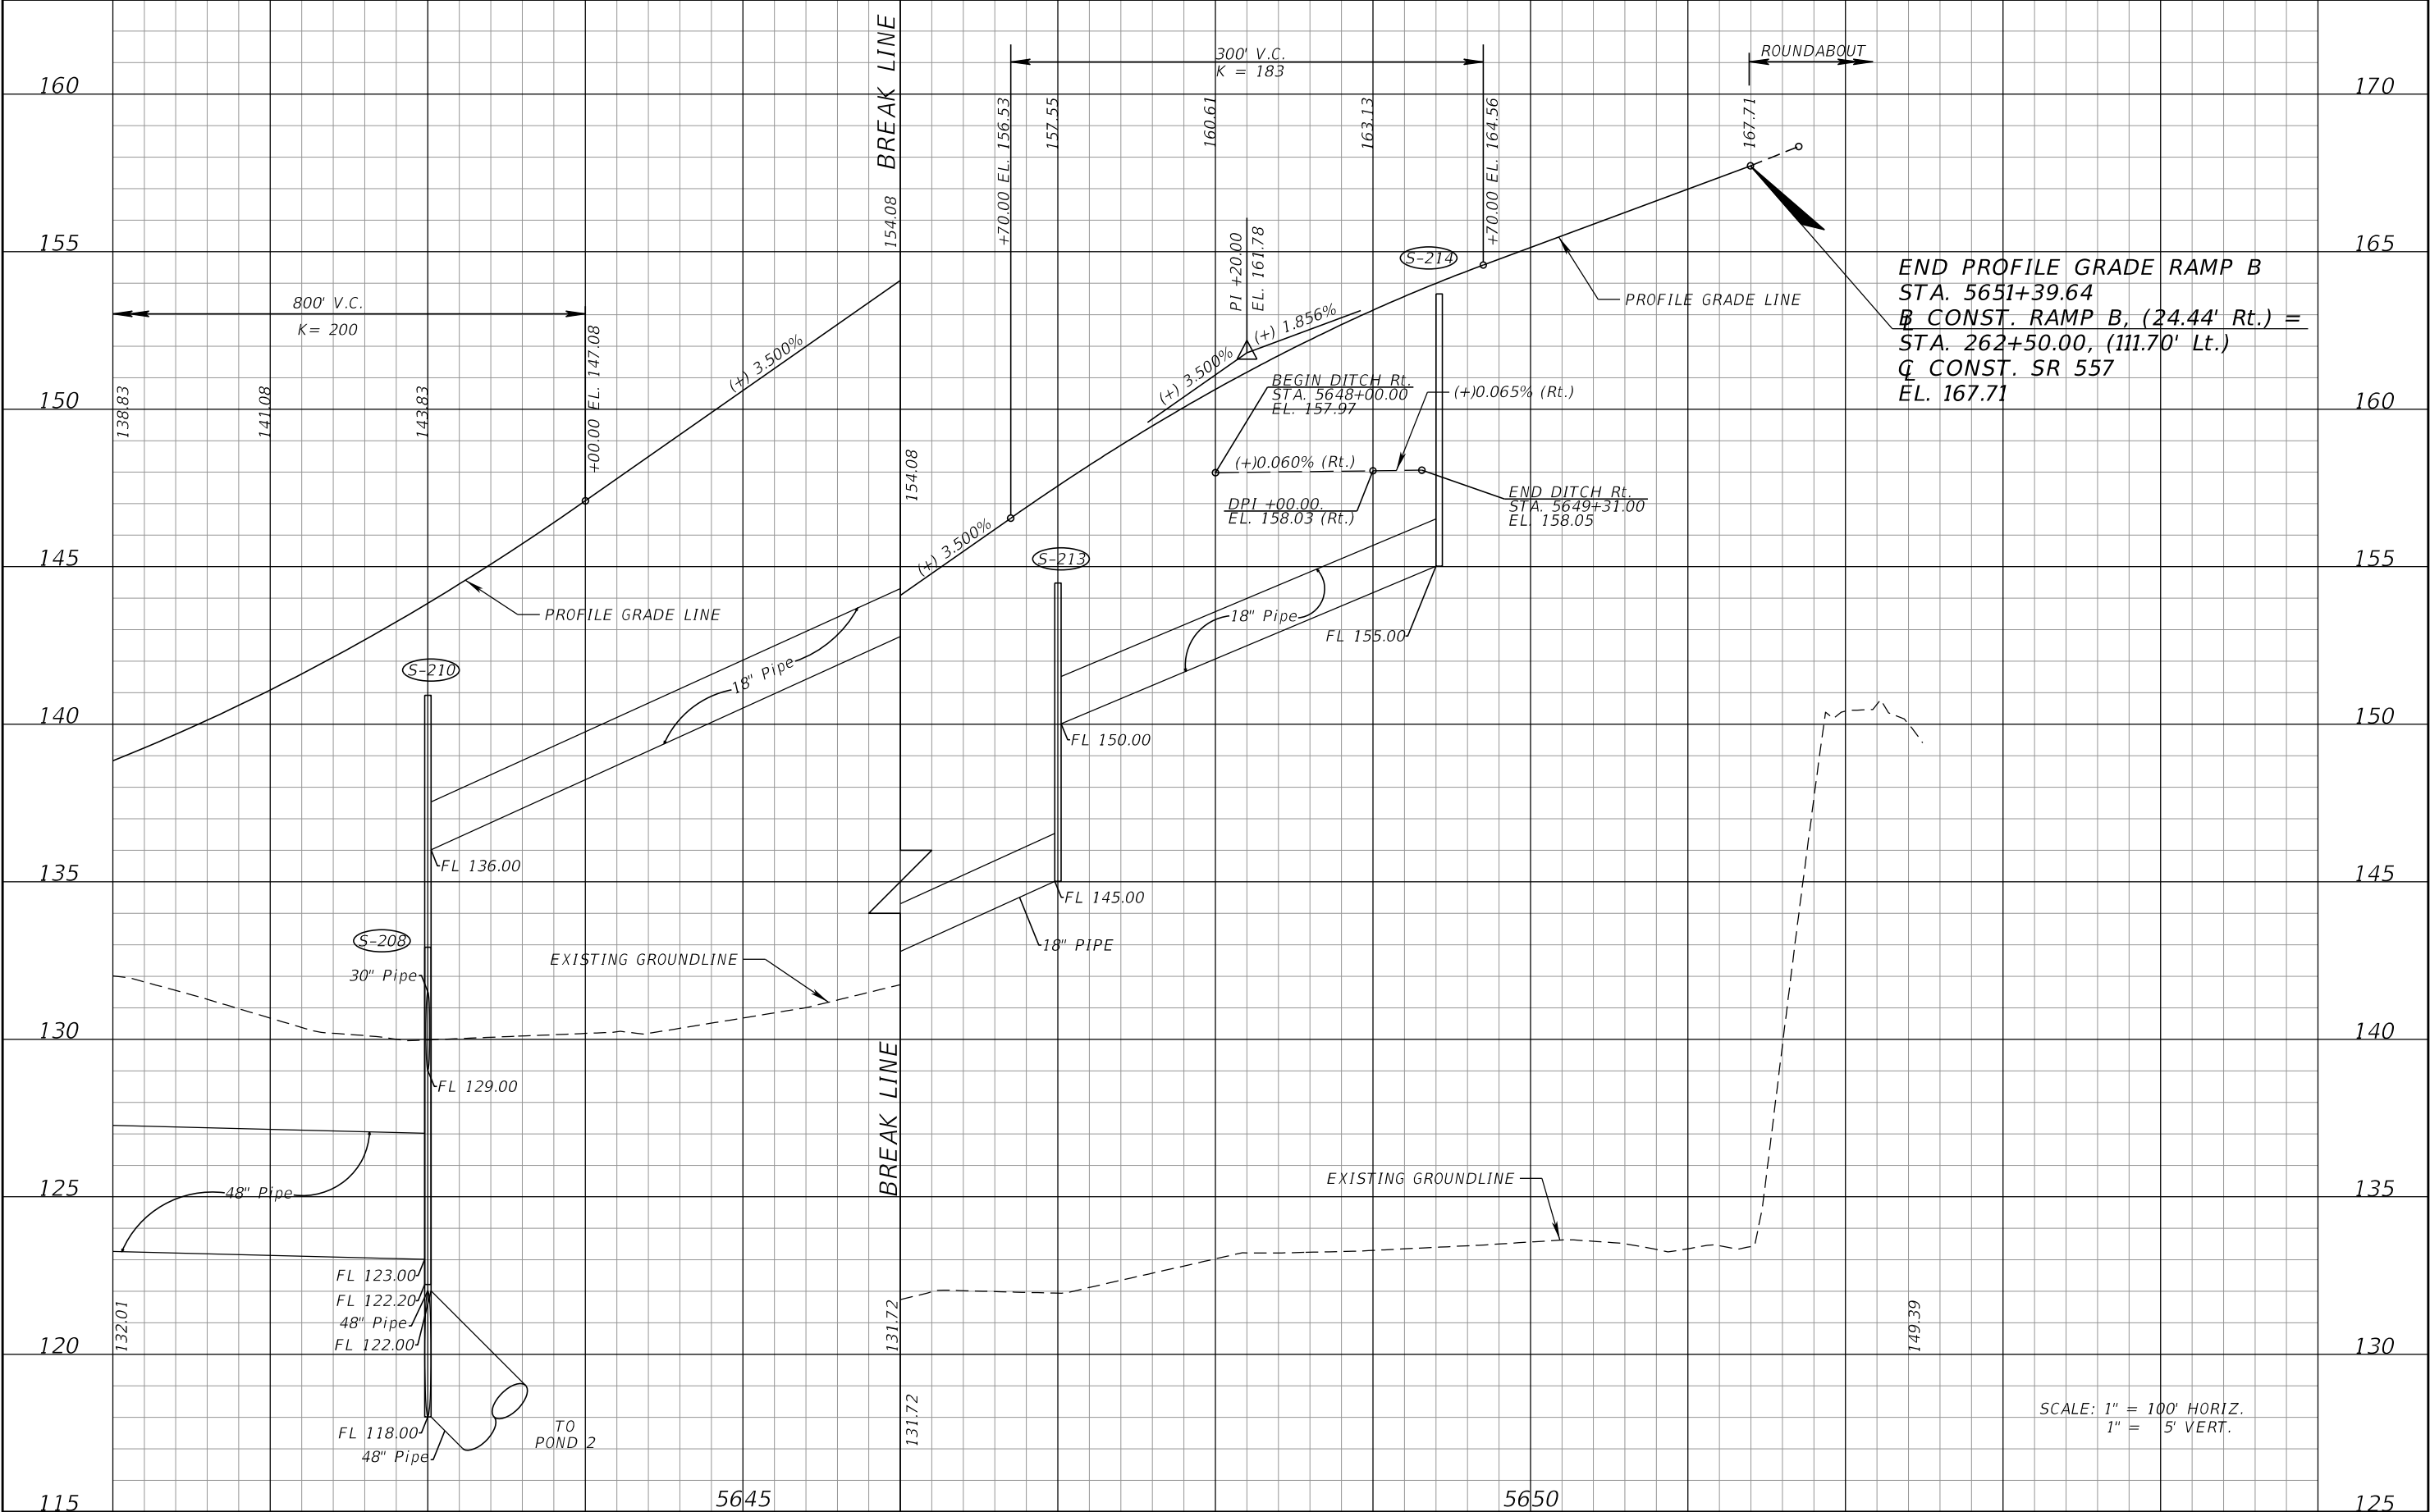 BREAK LINE
300' V.C.
K = 183
ROUNDABOUT
160
170
+70.00 EL. 156.53
157.55
160.61
163.13
+70.00 EL. 164.56
167.71
154.08
155
165
PI +20.00
EL. 161.78
S-214
END PROFILE GRADE RAMP B
STA. 5651+39.64
B CONST. RAMP B, (24.44' Rt.) =
STA. 262+50.00, (111.70' Lt.)
C CONST. SR 557
EL. 167.71
800' V.C.
K= 200
PROFILE GRADE LINE
(+) 1.856%
(+) 3.500%
+00.00 EL. 147.08
(+) 3.500%
138.83
141.08
143.83
150
160
BEGIN DITCH Rt.
STA. 5648+00.00
EL. 157.97
(+)0.065% (Rt.)
154.08
(+)0.060% (Rt.)
DPI +00.00.
EL. 158.03 (Rt.)
END DITCH Rt.
STA. 5649+31.00
EL. 158.05
(+) 3.500%
145
155
S-213
PROFILE GRADE LINE
18" Pipe
FL 155.00
S-210
18" Pipe
140
150
FL 150.00
FL 136.00
135
145
FL 145.00
S-208
18" PIPE
30" Pipe
EXISTING GROUNDLINE
130
140
FL 129.00
BREAK LINE
48" Pipe
EXISTING GROUNDLINE
125
135
FL 123.00
FL 122.20
48" Pipe
FL 122.00
132.01
131.72
149.39
120
130
131.72
FL 118.00
48" Pipe
TO
POND 2
SCALE: 1" = 100' HORIZ.
1" = 5' VERT.
115
5645
5650
125